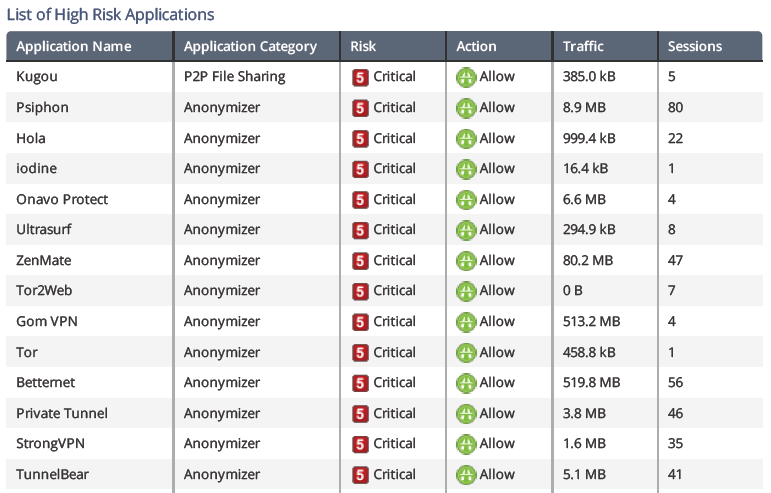 List of High Risk Applications
Application Name Application Category Risk Action Traffic Sessions
Kugou P2P File Sharing 5 Critical Allow 385.0 kB 5
Psiphon Anonymizer 5 Critical Allow 8.9 MB 80
Hola Anonymizer 5 Critical Allow 999.4 kB 22
iodine Anonymizer 5 Critical Allow 16.4 kB 1
Onavo Protect Anonymizer 5 Critical Allow 6.6 MB 4
Ultrasurf Anonymizer 5 Critical Allow 294.9 kB 8
ZenMate Anonymizer 5 Critical Allow 80.2 MB 47
Tor2Web Anonymizer 5 Critical Allow 0 B 7
Gom VPN Anonymizer 5 Critical Allow 513.2 MB 4
Tor Anonymizer 5 Critical Allow 458.8 kB 1
Betternet Anonymizer 5 Critical Allow 519.8 MB 56
Private Tunnel Anonymizer 5 Critical Allow 3.8 MB 46
StrongVPN Anonymizer 5 Critical Allow 1.6 MB 35
TunnelBear Anonymizer 5 Critical Allow 5.1 MB 41